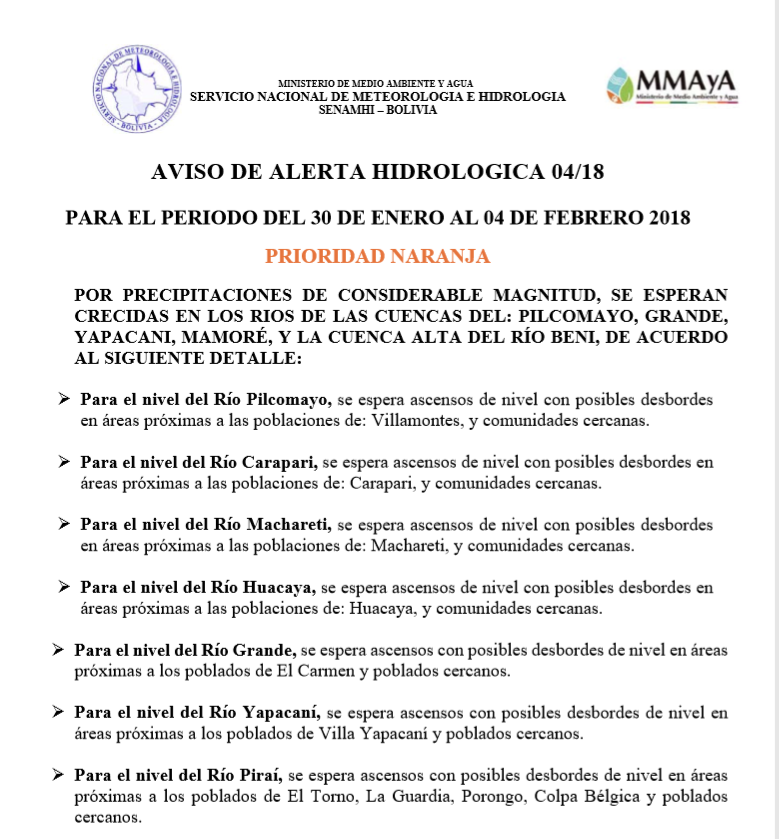 SERVICIO NACIONAL DE METEOROLOGIA E HIDROLOGIA
- BOLIVIA -
MINISTERIO DE MEDIO AMBIENTE Y AGUA
SERVICIO NACIONAL DE METEOROLOGIA E HIDROLOGIA
SENAMHI – BOLIVIA
MMAyA
Ministerio de Medio Ambiente y Agua
AVISO DE ALERTA HIDROLOGICA 04/18
PARA EL PERIODO DEL 30 DE ENERO AL 04 DE FEBRERO 2018
PRIORIDAD NARANJA
POR PRECIPITACIONES DE CONSIDERABLE MAGNITUD, SE ESPERAN
CRECIDAS EN LOS RIOS DE LAS CUENCAS DEL: PILCOMAYO, GRANDE,
YAPACANI, MAMORÉ, Y LA CUENCA ALTA DEL RÍO BENI, DE ACUERDO
AL SIGUIENTE DETALLE:
➢ Para el nivel del Río Pilcomayo, se espera ascensos de nivel con posibles desbordes
en áreas próximas a las poblaciones de: Villamontes, y comunidades cercanas.
➢ Para el nivel del Río Carapari, se espera ascensos de nivel con posibles desbordes en
áreas próximas a las poblaciones de: Carapari, y comunidades cercanas.
➢ Para el nivel del Río Machareti, se espera ascensos de nivel con posibles desbordes
en áreas próximas a las poblaciones de: Machareti, y comunidades cercanas.
➢ Para el nivel del Río Huacaya, se espera ascensos de nivel con posibles desbordes en
áreas próximas a las poblaciones de: Huacaya, y comunidades cercanas.
➢ Para el nivel del Río Grande, se espera ascensos con posibles desbordes de nivel en áreas
próximas a los poblados de El Carmen y poblados cercanos.
➢ Para el nivel del Río Yapacaní, se espera ascensos con posibles desbordes de nivel en
áreas próximas a los poblados de Villa Yapacaní y poblados cercanos.
➢ Para el nivel del Río Piraí, se espera ascensos con posibles desbordes de nivel en áreas
próximas a los poblados de El Torno, La Guardia, Porongo, Colpa Bélgica y poblados
cercanos.